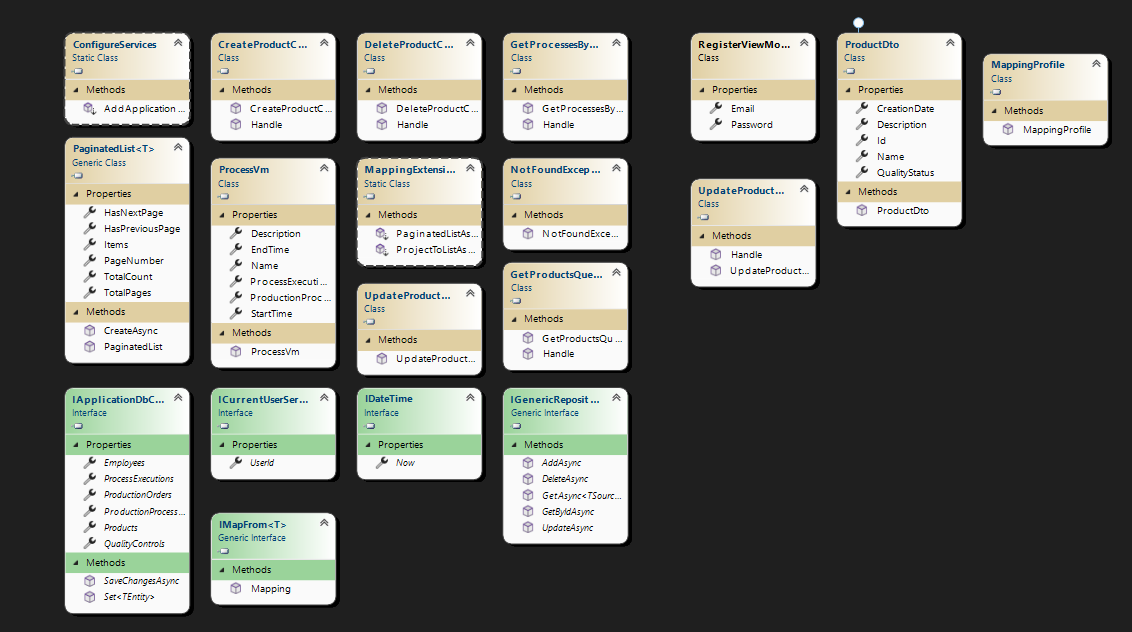 ConfigureServices
Static Class
Methods
AddApplication ...
CreateProductC...
Class
Methods
CreateProductC...
Handle
DeleteProductC...
Class
Methods
DeleteProductC...
Handle
GetProcessesBy...
Class
Methods
GetProcessesBy...
Handle
RegisterViewMo...
Class
Properties
Email
Password
ProductDto
Class
Properties
CreationDate
Description
Id
Name
QualityStatus
Methods
ProductDto
MappingProfile
Class
Methods
MappingProfile
PaginatedList<T>
Generic Class
Properties
HasNextPage
HasPreviousPage
Items
PageNumber
TotalCount
TotalPages
Methods
CreateAsync
PaginatedList
ProcessVm
Class
Properties
Description
EndTime
Name
ProcessExecuti...
ProductionProc...
StartTime
Methods
ProcessVm
MappingExtensi...
Static Class
Methods
PaginatedListAs...
ProjectToListAs...
NotFoundExcep...
Class
Methods
NotFoundExce...
UpdateProduct...
Class
Methods
Handle
UpdateProduct...
UpdateProduct...
Class
Methods
UpdateProduct...
GetProductsQue...
Class
Methods
GetProductsQu...
Handle
IApplicationDbC...
Interface
Properties
Employees
ProcessExecutions
ProductionOrders
ProductionProcess...
Products
QualityControls
Methods
SaveChangesAsync
Set<TEntity>
ICurrentUserSer...
Interface
Properties
UserId
IDateTime
Interface
Properties
Now
IGenericReposit...
Generic Interface
Methods
AddAsync
DeleteAsync
GetAsync<TSourc...
GetByIdAsync
UpdateAsync
IMapFrom<T>
Generic Interface
Methods
Mapping